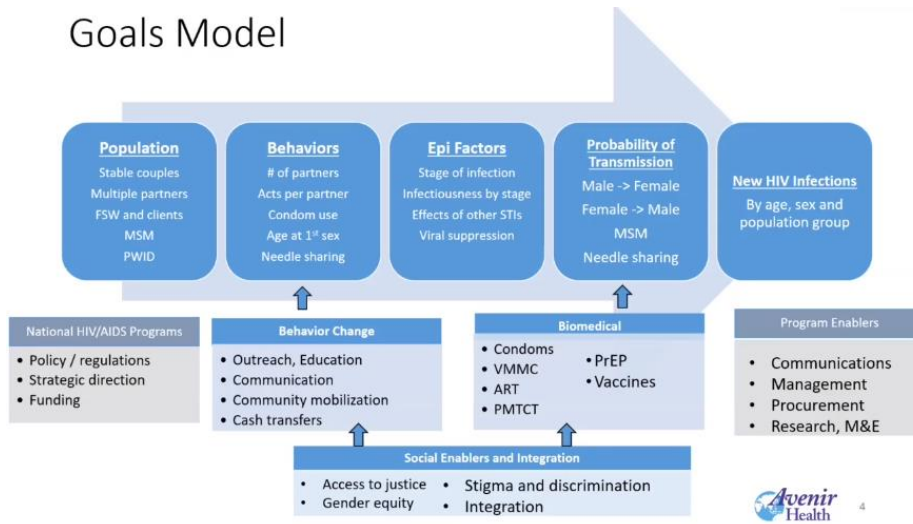 Goals Model
Population
Stable couples
Multiple partners
FSW and clients
MSM
PWID
Behaviors
# of partners
Acts per partner
Condom use
Age at 1st sex
Needle sharing
Epi Factors
Stage of infection
Infectiousness by stage
Effects of other STIs
Viral suppression
Probability of
Transmission
Male -> Female
Female -> Male
MSM
Needle sharing
New HIV Infections
By age, sex and
population group
National HIV/AIDS Programs
• Policy / regulations
• Strategic direction
• Funding
Behavior Change
• Outreach, Education
• Communication
• Community mobilization
• Cash transfers
Biomedical
• Condoms
• VMMC
• ART
• PMTCT
• PrEP
• Vaccines
Program Enablers
• Communications
• Management
• Procurement
• Research, M&E
Social Enablers and Integration
• Access to justice
• Gender equity
• Stigma and discrimination
• Integration
Avenir
Health
4